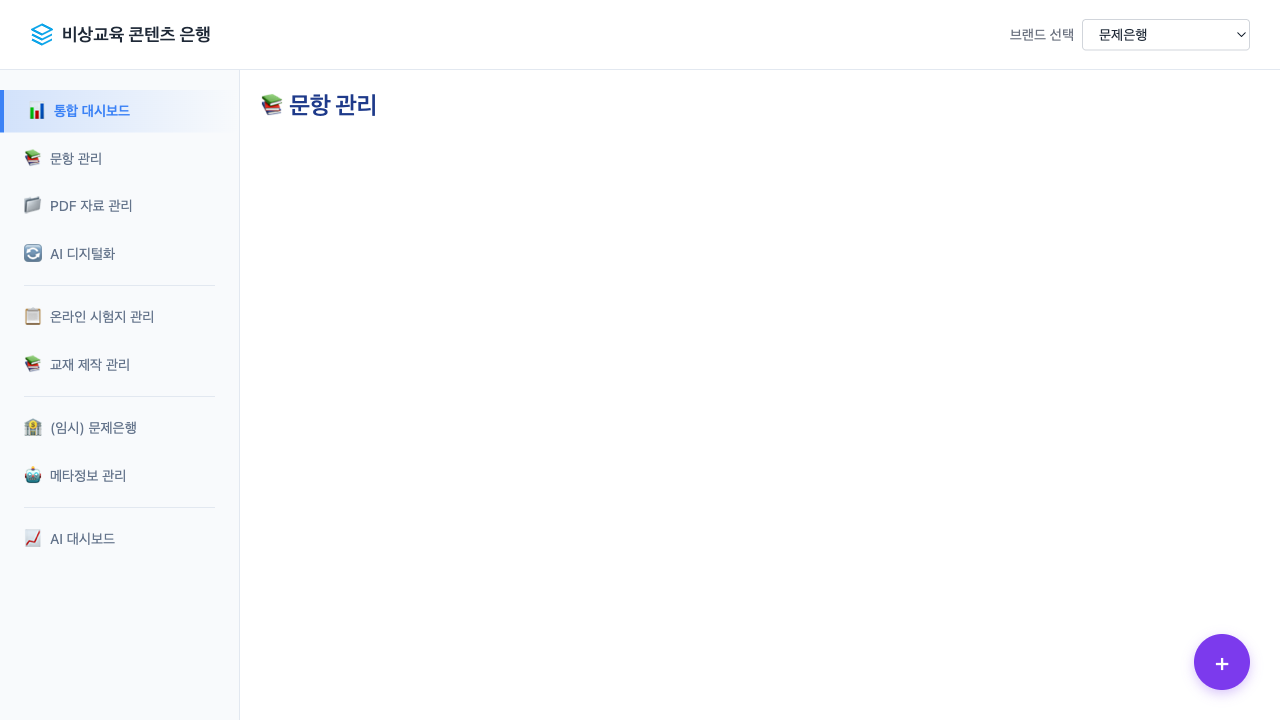 비상교육 콘텐츠 은행
브랜드 선택
문제은행
통합 대시보드
문항 관리
PDF 자료 관리
AI 디지털화
온라인 시험지 관리
교재 제작 관리
(임시) 문제은행
메타정보 관리
AI 대시보드
문항 관리
+